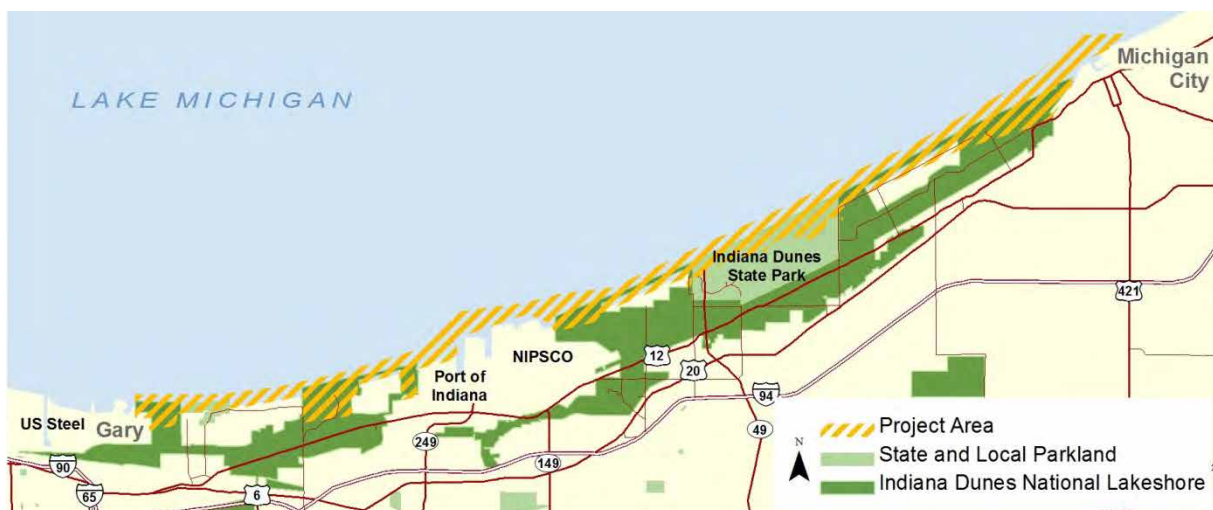 LAKE MICHIGAN
Michigan
City
Indiana Dunes
State Park
421
NIPSCO
12
20
Port of
Indiana
94
US Steel
Gary
249
49
149
90
65
6
N
Project Area
State and Local Parkland
Indiana Dunes National Lakeshore